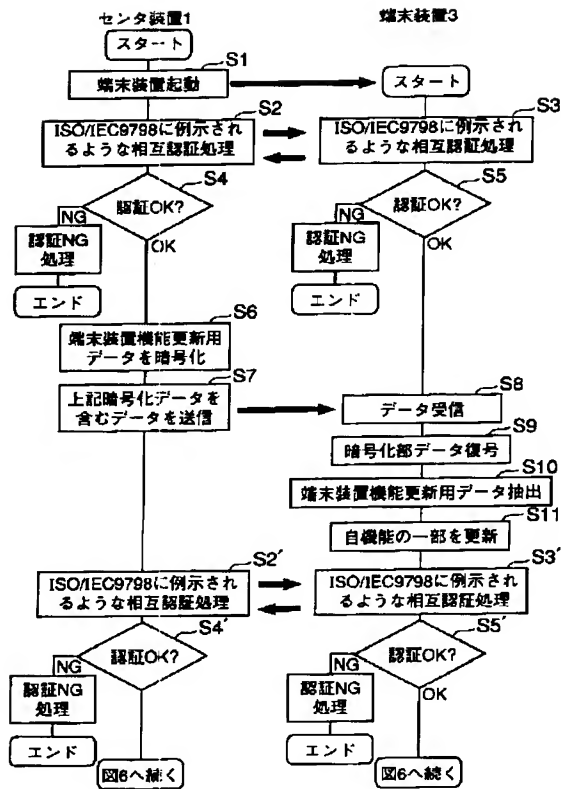 センタ装置1
端末装置3
スタート
S1
端末装置起動
スタート
S2
ISO/IEC9798に例示され
るような相互認証処理
S3
ISO/IEC9798に例示され
るような相互認証処理
S4
認証OK?
NG
OK
認証NG
処理
エンド
S5
認証OK?
NG
OK
認証NG
処理
エンド
S6
端末装置機能更新用
データを暗号化
S7
上記暗号化データを
含むデータを送信
S8
データ受信
S9
暗号化部データ復号
S10
端末装置機能更新用データ抽出
S11
自機能の一部を更新
S2′
ISO/IEC9798に例示され
るような相互認証処理
S3′
ISO/IEC9798に例示され
るような相互認証処理
S4′
認証OK?
NG
認証NG
処理
エンド
図6へ続く
S5′
認証OK?
NG
OK
認証NG
処理
エンド
図6へ続く